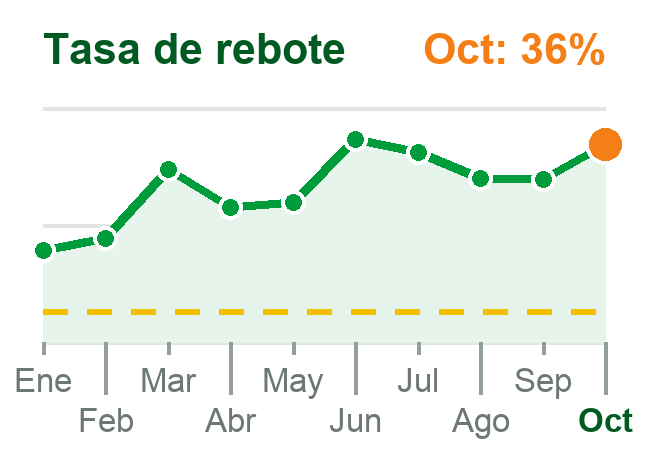 Tasa de rebote
Oct: 36%
Ene
Feb
Mar
Abr
May
Jun
Jul
Ago
Sep
Oct